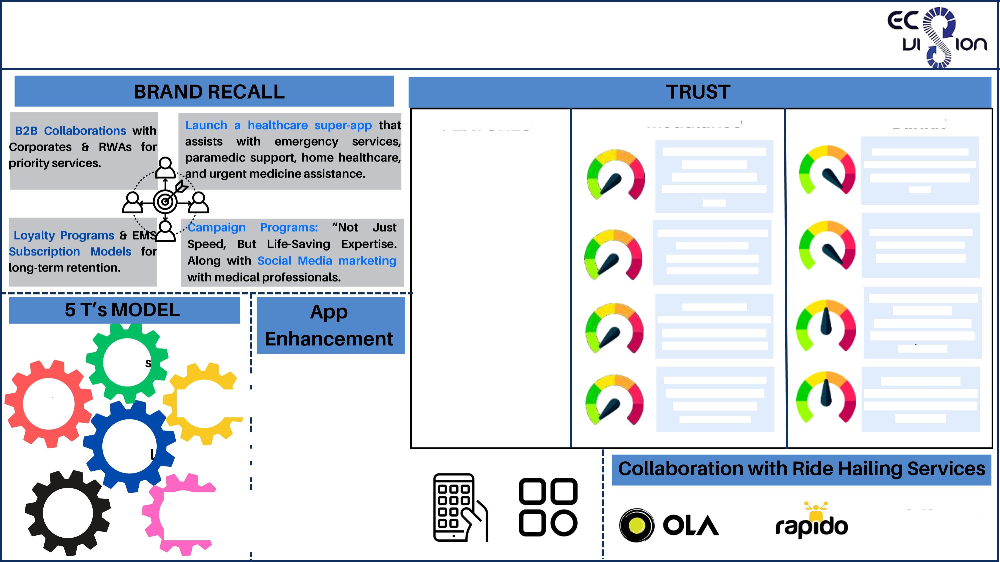 EC
VISION
BRAND RECALL
TRUST
B2B Collaborations with
Corporates & RWAs for
priority services.
Launch a healthcare super-app that
assists with emergency services,
paramedic support, home healthcare,
and urgent medicine assistance.
Loyalty Programs & EMS
Subscription Models for
long-term retention.
Campaign Programs: “Not Just
Speed, But Life-Saving Expertise.
Along with Social Media marketing
with medical professionals.
5 T’s MODEL
App
Enhancement
s
l
Collaboration with Ride Hailing Services
OLA
rapido